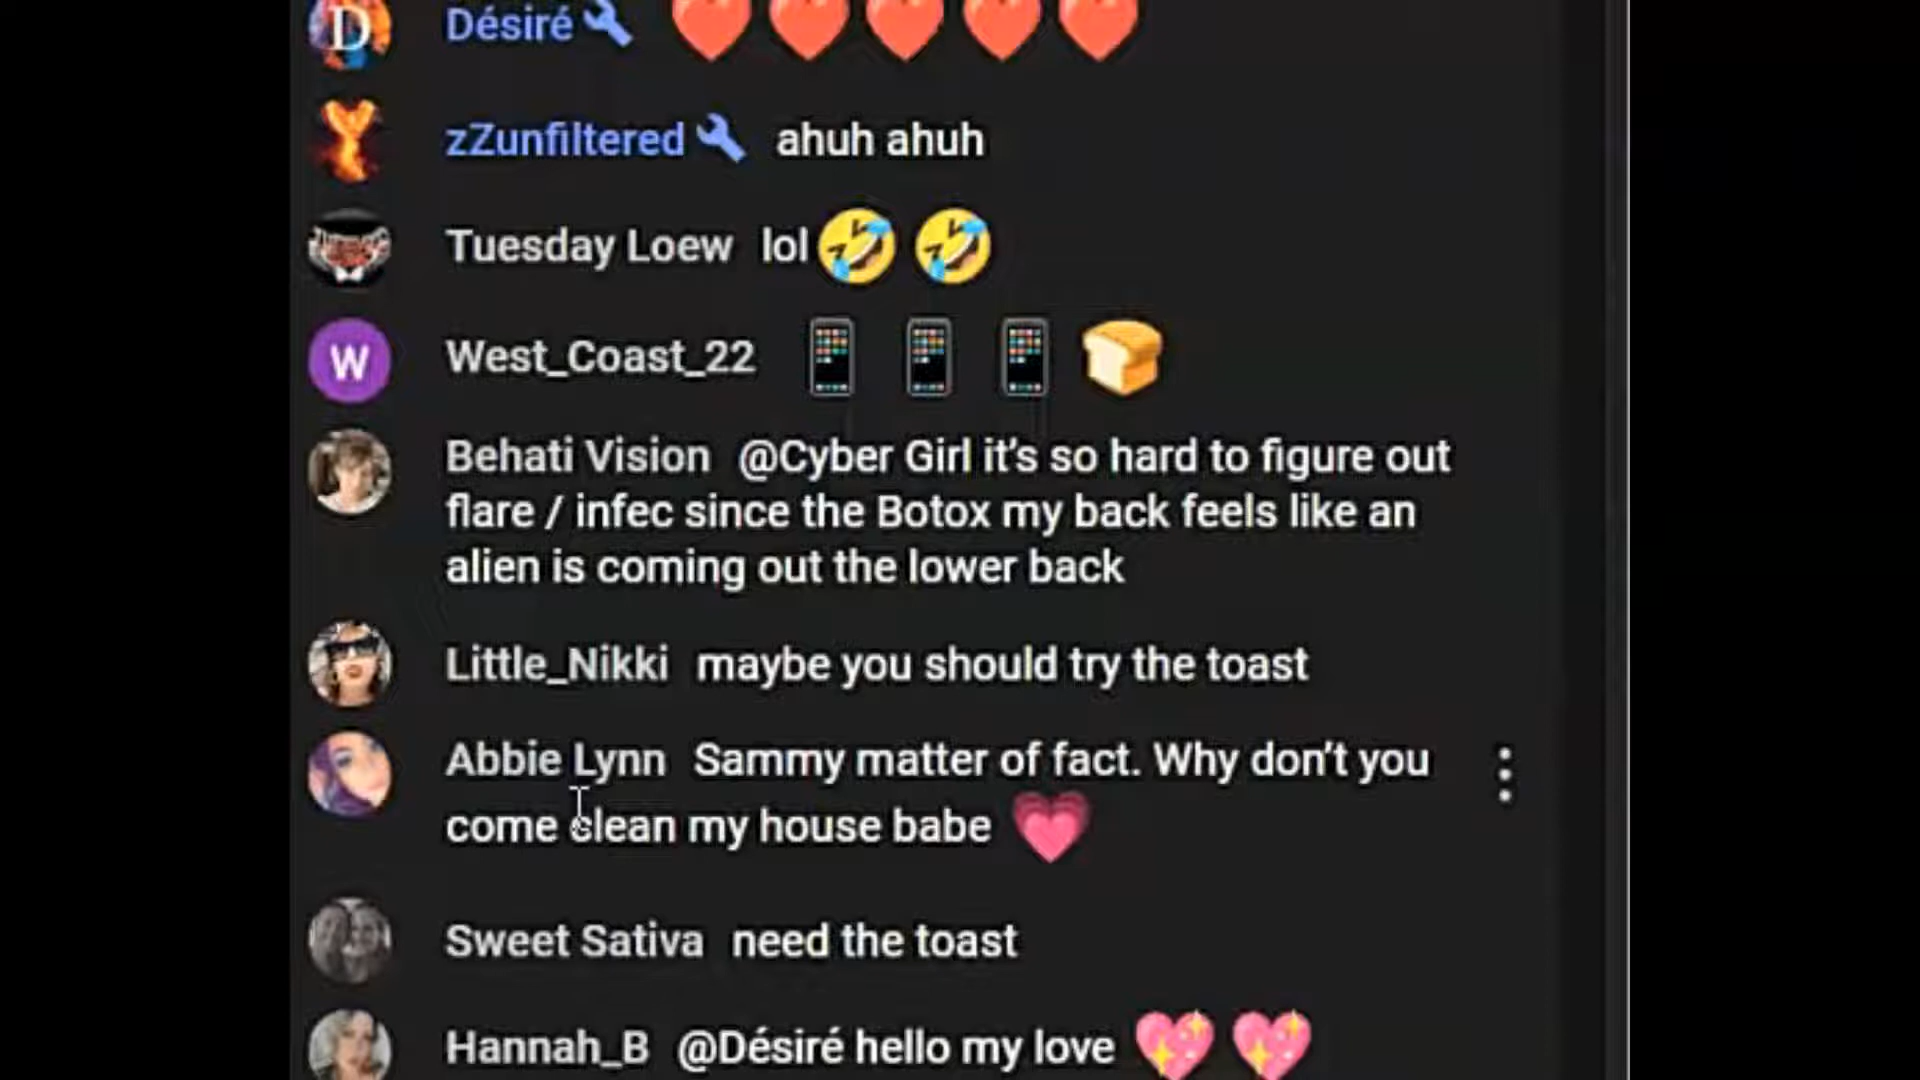 D Désiré ❤️❤️❤️❤️❤️
zZunfiltered ahuh ahuh
Tuesday Loew lol🤣🤣
W West_Coast_22 📱📱📱🍞
Behati Vision @Cyber Girl it's so hard to figure out
flare / infec since the Botox my back feels like an
alien is coming out the lower back
Little_Nikki maybe you should try the toast
Abbie Lynn Sammy matter of fact. Why don't you
come clean my house babe 💗
Sweet Sativa need the toast
Hannah_B @Désiré hello my love 💖💖